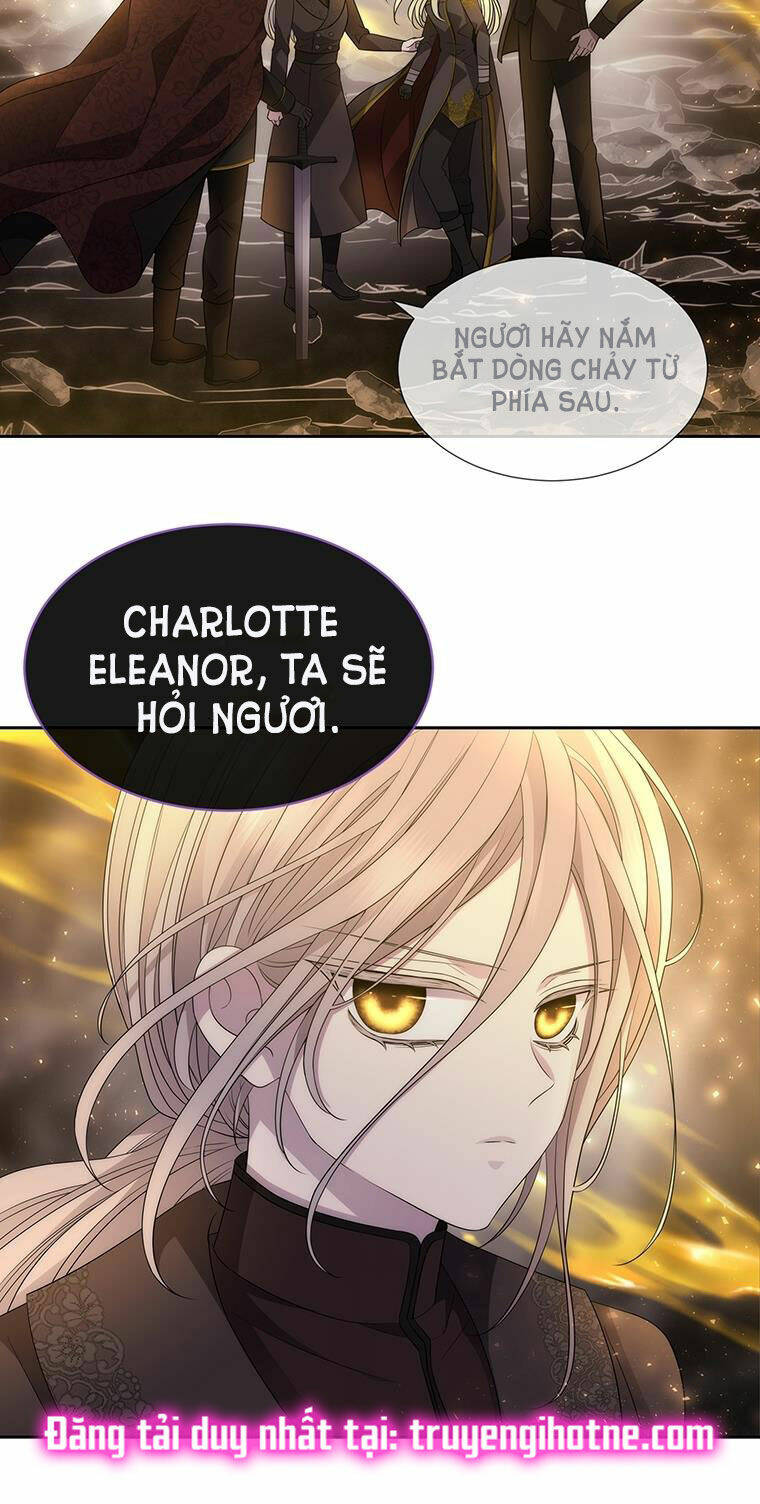 NGƯƠI HÃY NẮM
BẮT DÒNG CHẢY TỪ
PHÍA SAU.
CHARLOTTE
ELEANOR, TA SẼ
HỎI NGƯƠI.
Đăng tải duy nhất tại: truyengihotne.com